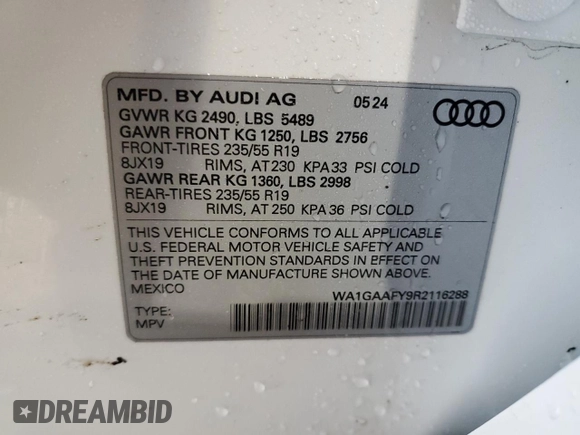 MFD. BY AUDI AG 05 24
GVWR KG 2490, LBS 5489
GAWR FRONT KG 1250, LBS 2756
FRONT-TIRES 235/55 R19
8JX19 RIMS, AT 230 KPA 33 PSI COLD
GAWR REAR KG 1360, LBS 2998
REAR-TIRES 235/55 R19
8JX19 RIMS, AT 250 KPA 36 PSI COLD
THIS VEHICLE CONFORMS TO ALL APPLICABLE
U.S. FEDERAL MOTOR VEHICLE SAFETY AND
THEFT PREVENTION STANDARDS IN EFFECT ON
THE DATE OF MANUFACTURE SHOWN ABOVE.
MEXICO WA1GAAFY9R2116288
TYPE:
MPV
DREAMBID